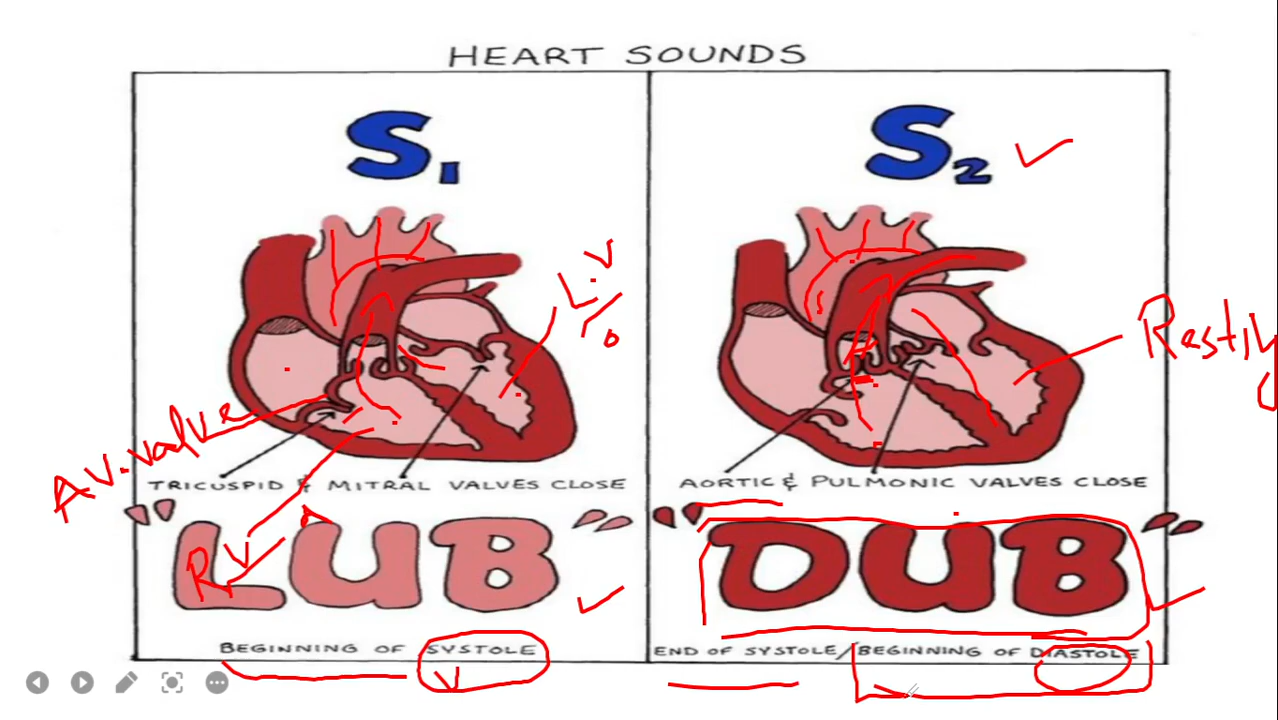 HEART SOUNDS
S1
S2
L.V
A V. valve
RV
TRICUSPID & MITRAL VALVES CLOSE
AORTIC & PULMONIC VALVES CLOSE
"LUB"
"DUB"
BEGINNING OF SYSTOLE
END OF SYSTOLE/BEGINNING OF DIASTOLE